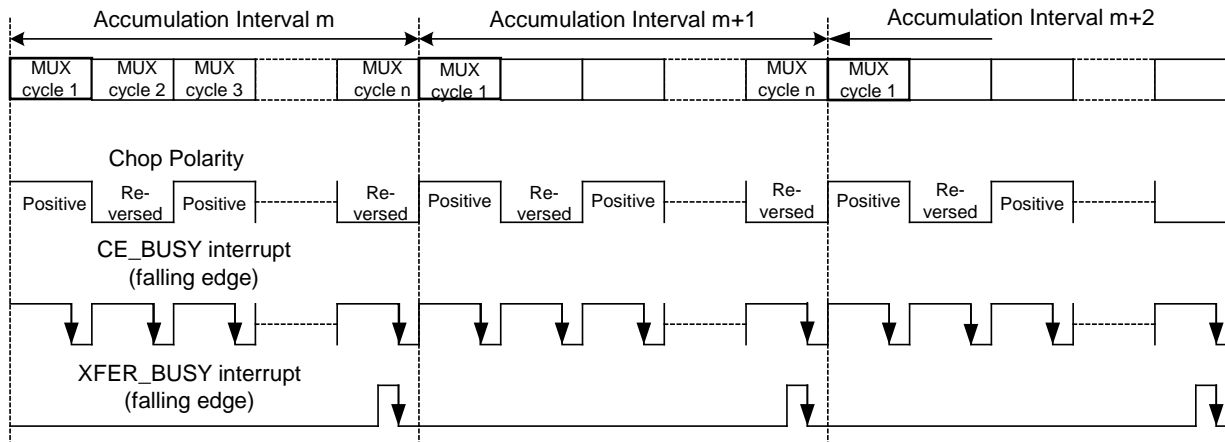 Accumulation Interval m
Accumulation Interval m+1
Accumulation Interval m+2
MUX
cycle 1
MUX
cycle 2
MUX
cycle 3
MUX
cycle n
MUX
cycle 1
MUX
cycle n
MUX
cycle 1
Chop Polarity
Positive
Re-
versed
Positive
Re-
versed
Positive
Re-
versed
Positive
Re-
versed
Positive
Re-
versed
Positive
CE_BUSY interrupt
(falling edge)
XFER_BUSY interrupt
(falling edge)